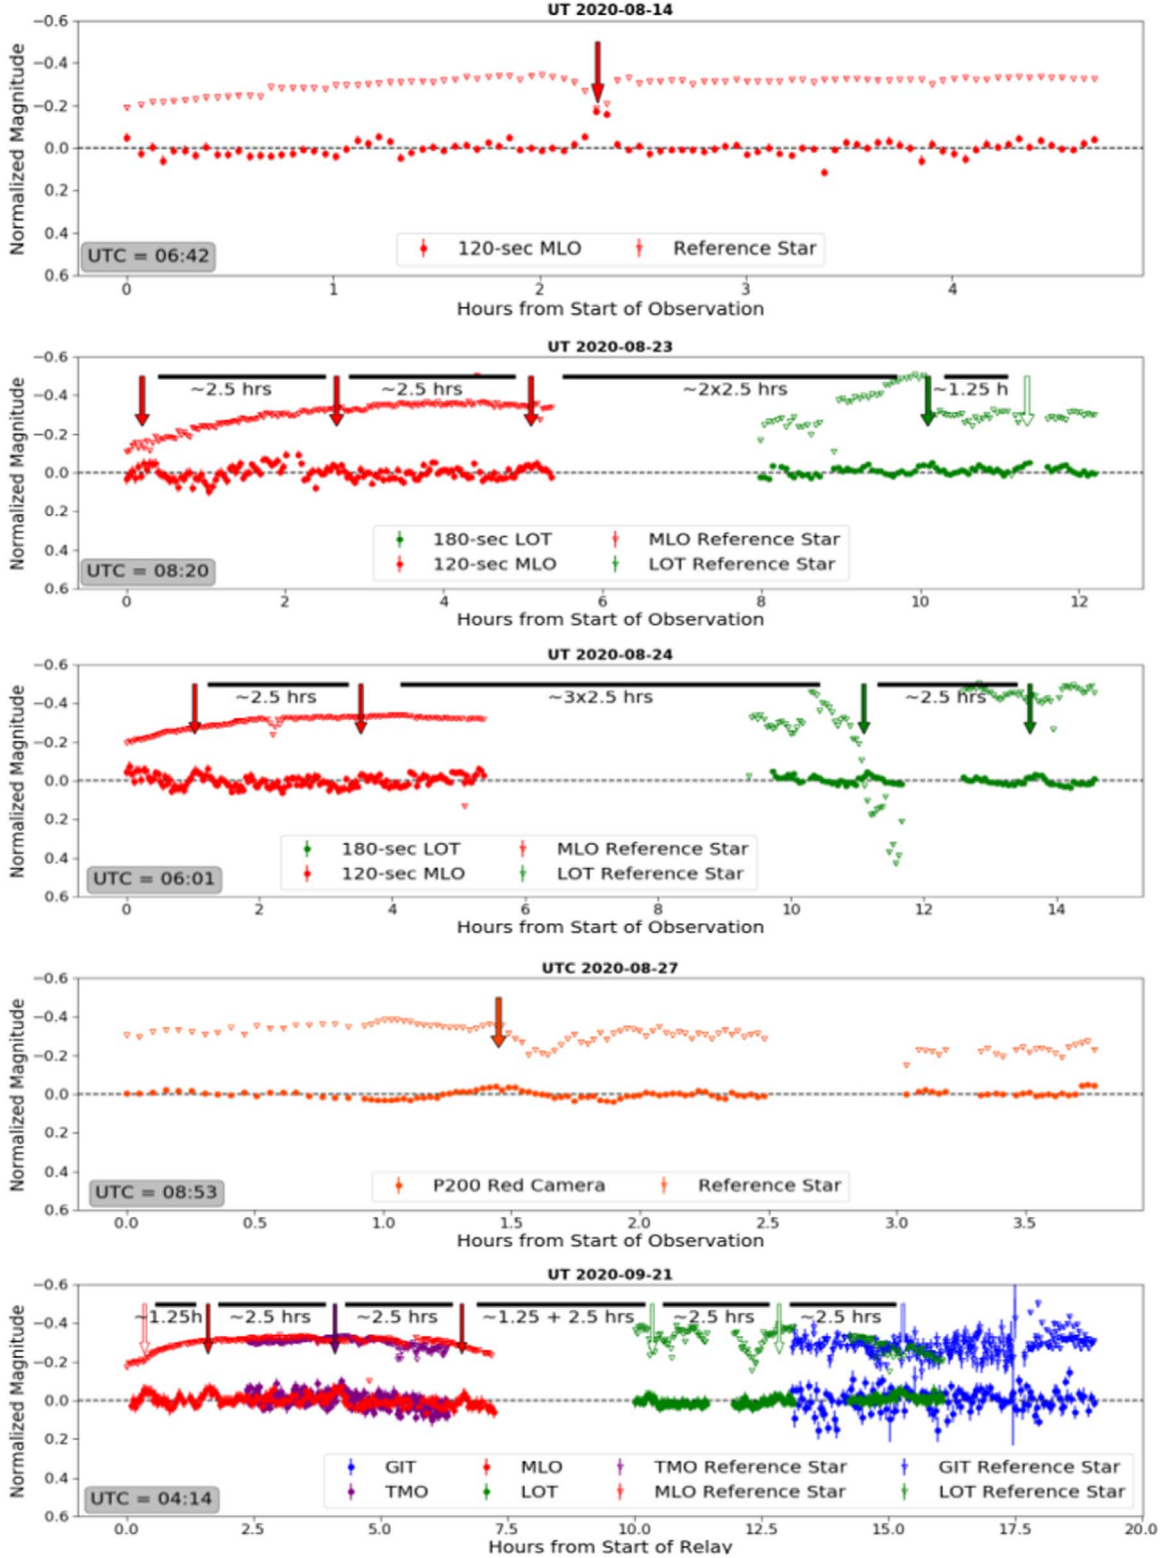 UT 2020-08-14
Normalized Magnitude
−0.6
−0.4
−0.2
0.0
0.2
0.4
0.6
UTC = 06:42
120-sec MLO Reference Star
0 1 2 3 4
Hours from Start of Observation
UT 2020-08-23
Normalized Magnitude
−0.6
−0.4
−0.2
0.0
0.2
0.4
0.6
~2.5 hrs ~2.5 hrs ~2x2.5 hrs ~1.25 h
180-sec LOT MLO Reference Star
120-sec MLO LOT Reference Star
UTC = 08:20
0 2 4 6 8 10 12
Hours from Start of Observation
UT 2020-08-24
Normalized Magnitude
−0.6
−0.4
−0.2
0.0
0.2
0.4
0.6
~2.5 hrs ~3x2.5 hrs ~2.5 hrs
180-sec LOT MLO Reference Star
120-sec MLO LOT Reference Star
UTC = 06:01
0 2 4 6 8 10 12 14
Hours from Start of Observation
UTC 2020-08-27
Normalized Magnitude
−0.6
−0.4
−0.2
0.0
0.2
0.4
0.6
P200 Red Camera Reference Star
UTC = 08:53
0.0 0.5 1.0 1.5 2.0 2.5 3.0 3.5
Hours from Start of Observation
UT 2020-09-21
Normalized Magnitude
−0.6
−0.4
−0.2
0.0
0.2
0.4
0.6
~1.25h ~2.5 hrs ~2.5 hrs ~1.25 + 2.5 hrs ~2.5 hrs ~2.5 hrs
GIT MLO TMO Reference Star GIT Reference Star
TMO LOT MLO Reference Star LOT Reference Star
UTC = 04:14
0.0 2.5 5.0 7.5 10.0 12.5 15.0 17.5 20.0
Hours from Start of Relay